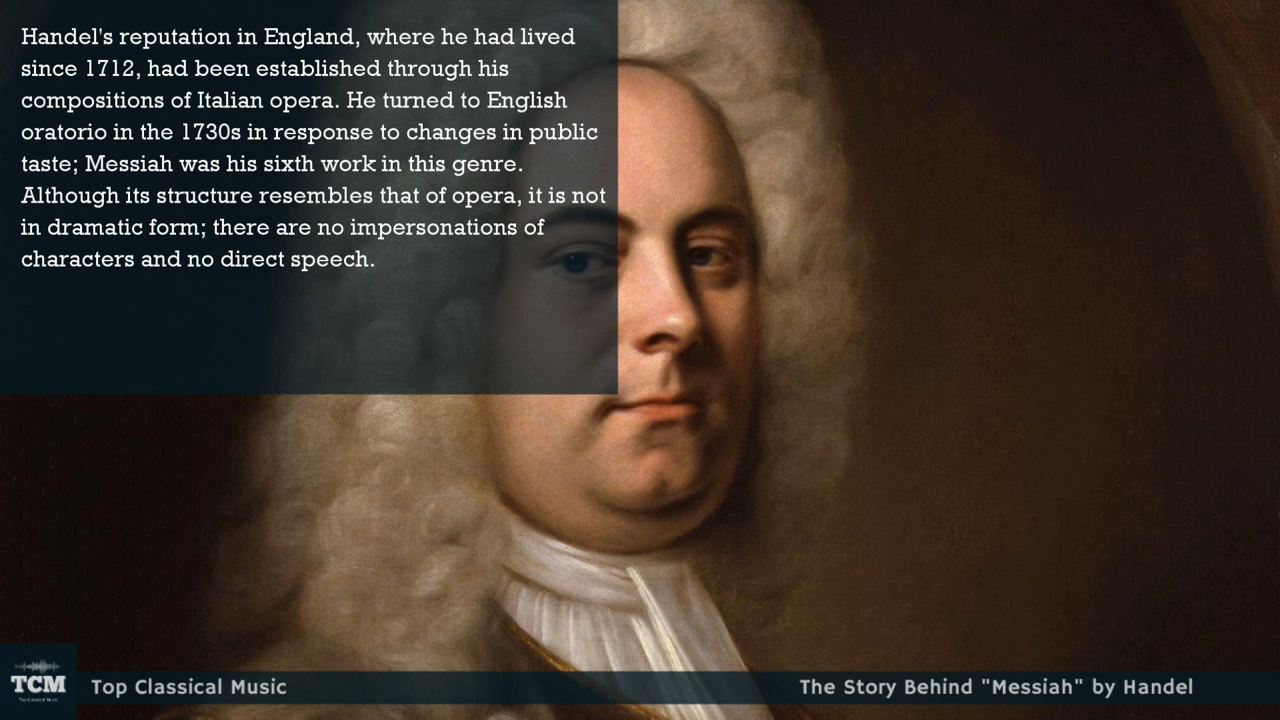 Handel's reputation in England, where he had lived
since 1712, had been established through his
compositions of Italian opera. He turned to English
oratorio in the 1730s in response to changes in public
taste; Messiah was his sixth work in this genre.
Although its structure resembles that of opera, it is not
in dramatic form; there are no impersonations of
characters and no direct speech.
TCM
Top Classical Music
Top Classical Music
The Story Behind "Messiah" by Handel